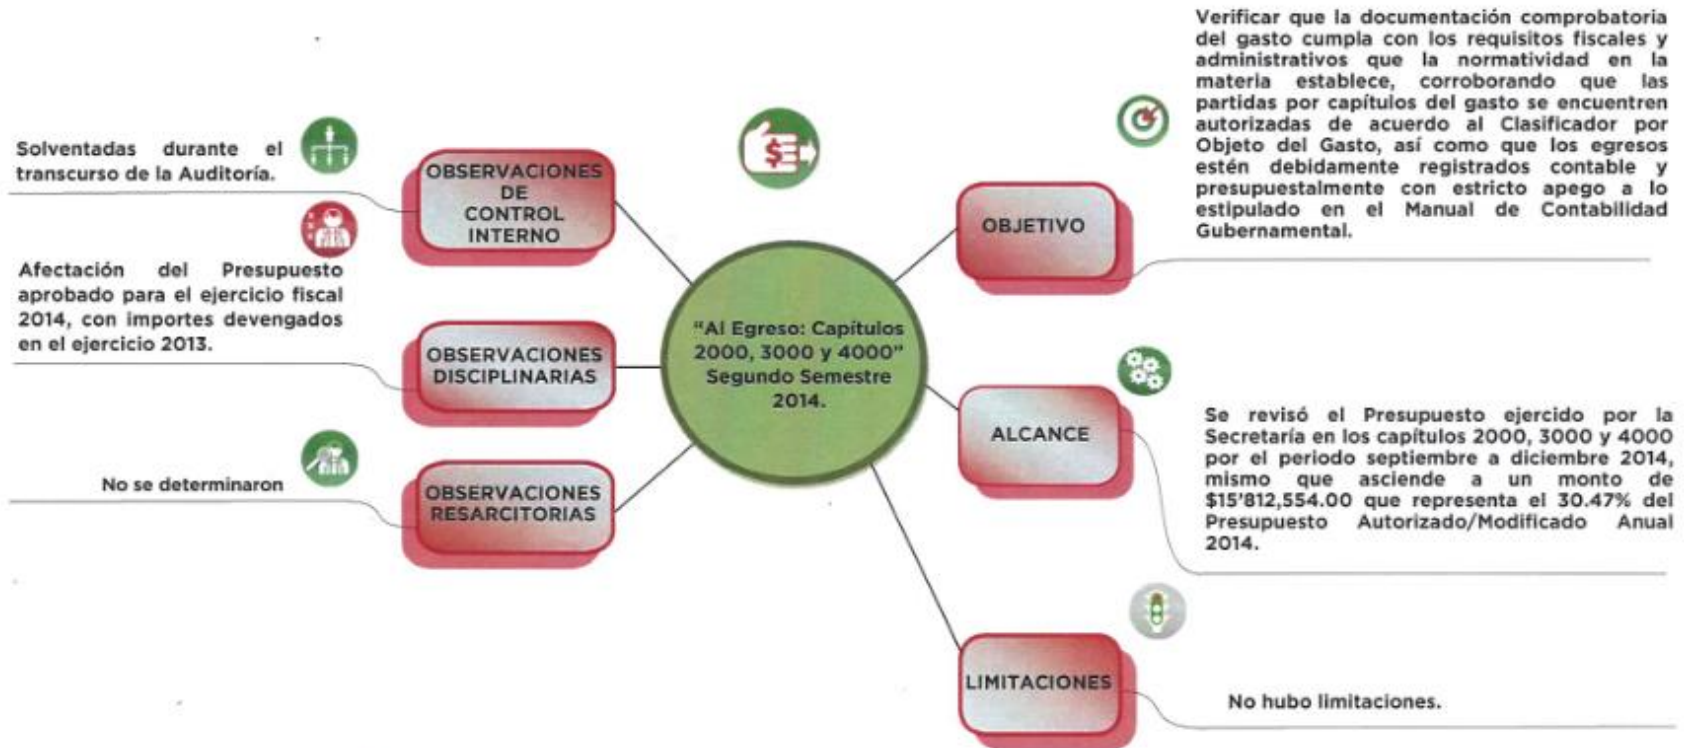 Solventadas durante el
transcurso de la Auditoría.
OBSERVACIONES
DE
CONTROL
INTERNO
Afectación del Presupuesto
aprobado para el ejercicio fiscal
2014, con importes devengados
en el ejercicio 2013.
OBSERVACIONES
DISCIPLINARIAS
No se determinaron
OBSERVACIONES
RESARCITORIAS
$
"Al Egreso: Capítulos
2000, 3000 y 4000"
Segundo Semestre
2014.
OBJETIVO
Verificar que la documentación comprobatoria
del gasto cumpla con los requisitos fiscales y
administrativos que la normatividad en la
materia establece, corroborando que las
partidas por capítulos del gasto se encuentren
autorizadas de acuerdo al Clasificador por
Objeto del Gasto, así como que los egresos
estén debidamente registrados contable y
presupuestalmente con estricto apego a lo
estipulado en el Manual de Contabilidad
Gubernamental.
ALCANCE
Se revisó el Presupuesto ejercido por la
Secretaría en los capítulos 2000, 3000 y 4000
por el periodo septiembre a diciembre 2014,
mismo que asciende a un monto de
$15'812,554.00 que representa el 30.47% del
Presupuesto Autorizado/Modificado Anual
2014.
LIMITACIONES
No hubo limitaciones.